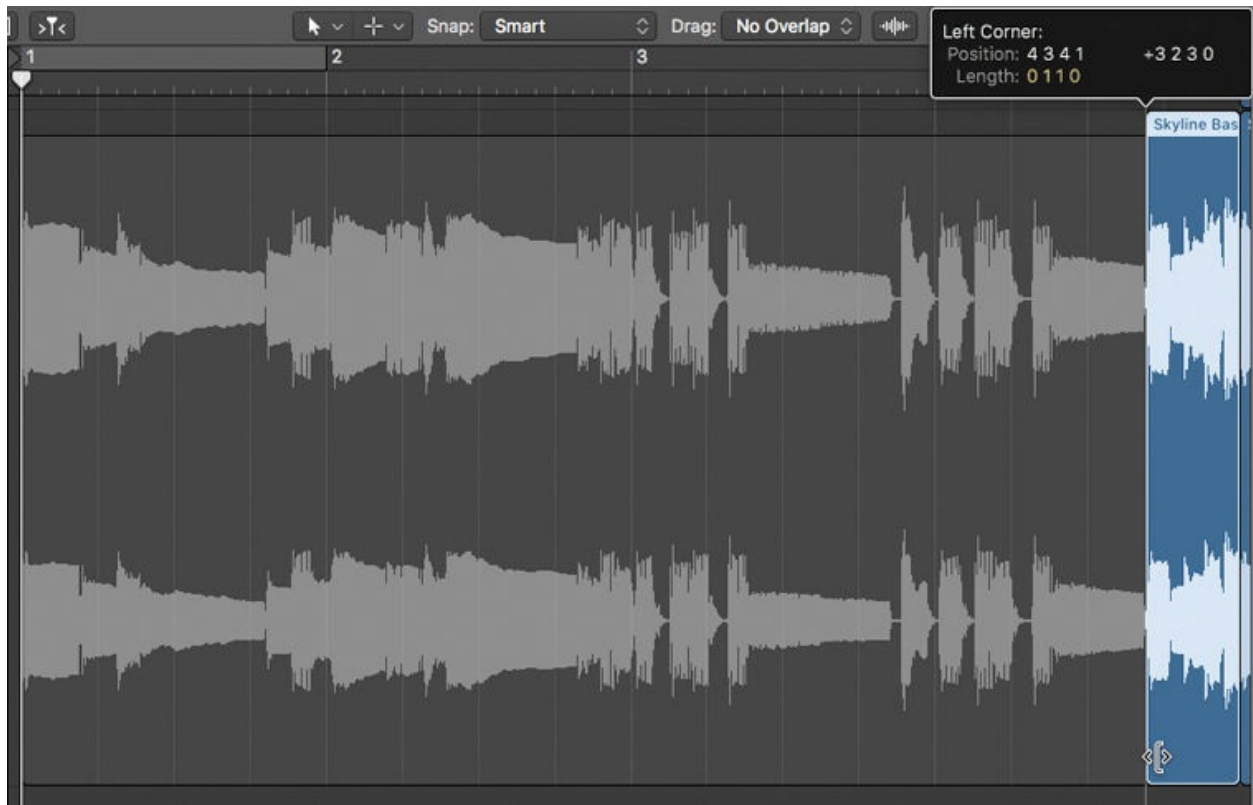 Snap: Smart Drag: No Overlap
Left Corner:
Position: 4 3 4 1 +3 2 3 0
Length: 0 1 1 0
1 2 3
Skyline Bas